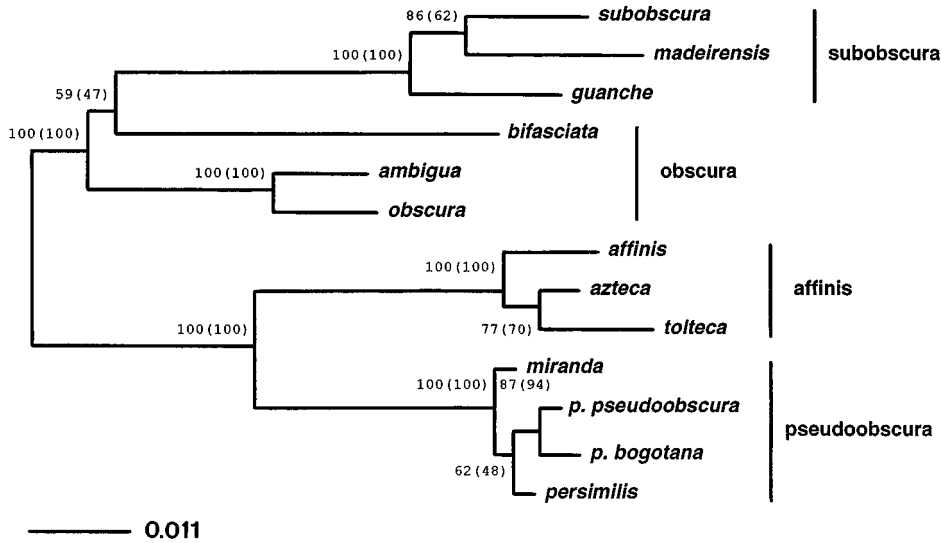 86(62)
subobscura
madeirensis
subobscura
100(100)
guanche
59(47)
bifasciata
100(100)
100(100)
ambigua
obscura
obscura
affinis
100(100)
azteca
affinis
77(70)
tolteca
100(100)
miranda
100(100)
87(94)
p. pseudoobscura
pseudoobscura
p. bogotana
62(48)
persimilis
0.011